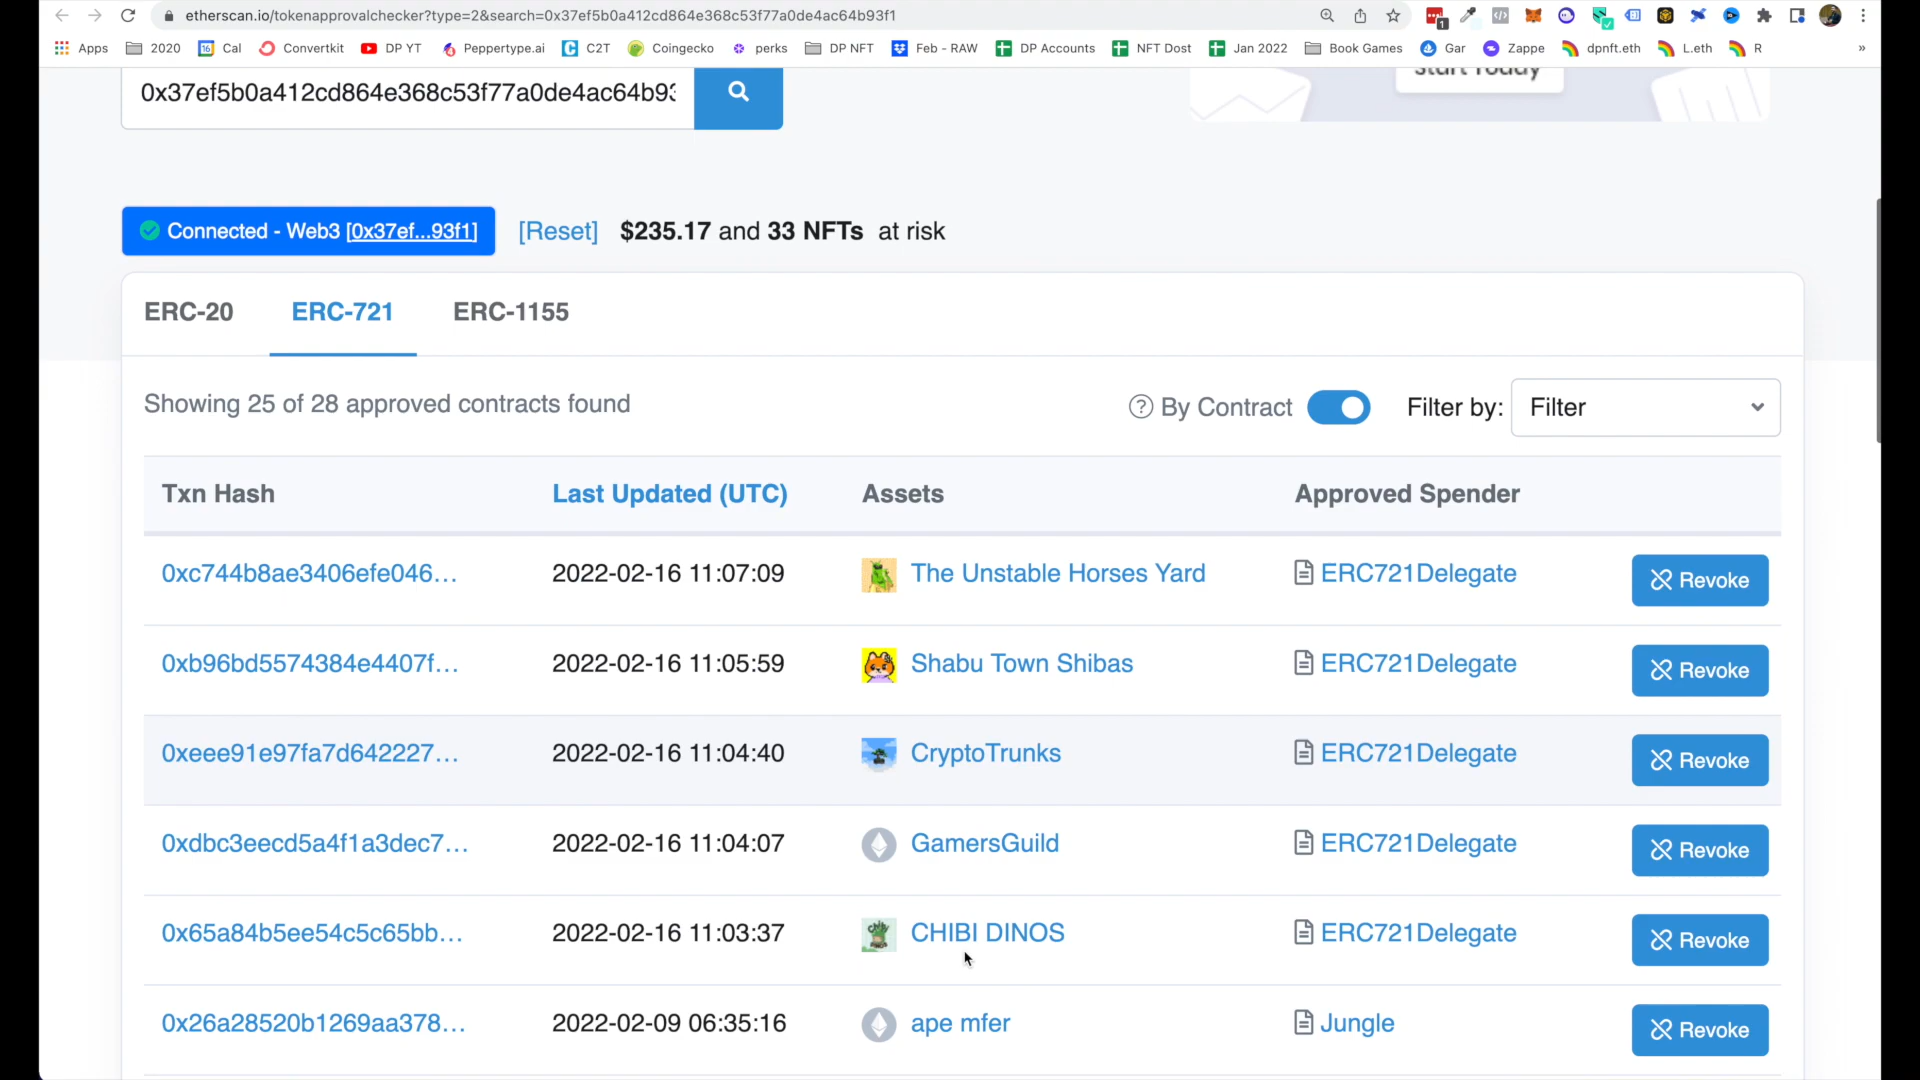 etherscan.io/tokenapprovalchecker?type=2&search=0x37ef5b0a412cd864e368c53f77a0de4ac64b93f1
1
Apps 2020 16 Cal Convertkit DP YT Peppertype.ai C2T Coingecko perks DP NFT Feb - RAW DP Accounts NFT Dost Jan 2022 Book Games Gar Zappe dpnft.eth L.eth R »
Start Today
0x37ef5b0a412cd864e368c53f77a0de4ac64b93
Connected - Web3 [0x37ef...93f1] [Reset] $235.17 and 33 NFTs at risk
ERC-20 ERC-721 ERC-1155
Showing 25 of 28 approved contracts found By Contract Filter by: Filter
Txn Hash Last Updated (UTC) Assets Approved Spender
0xc744b8ae3406efe046... 2022-02-16 11:07:09 The Unstable Horses Yard ERC721Delegate Revoke
0xb96bd5574384e4407f... 2022-02-16 11:05:59 Shabu Town Shibas ERC721Delegate Revoke
0xeee91e97fa7d642227... 2022-02-16 11:04:40 CryptoTrunks ERC721Delegate Revoke
0xdbc3eecd5a4f1a3dec7... 2022-02-16 11:04:07 GamersGuild ERC721Delegate Revoke
0x65a84b5ee54c5c65bb... 2022-02-16 11:03:37 CHIBI DINOS ERC721Delegate Revoke
0x26a28520b1269aa378... 2022-02-09 06:35:16 ape mfer Jungle Revoke